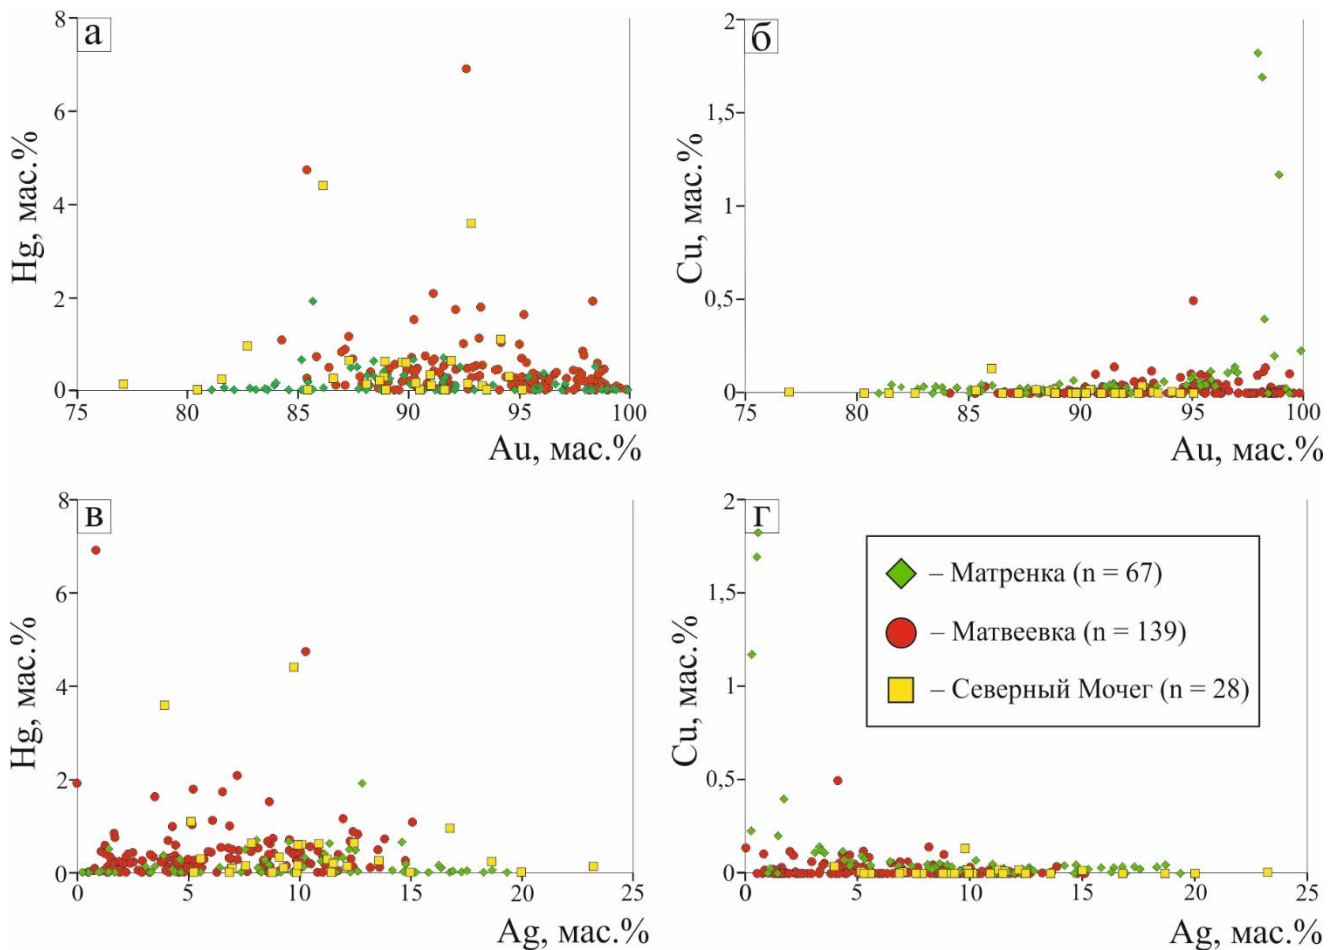 а
Hg, мас.%
8
6
4
2
0
75 80 85 90 95 100
Au, мас.%
б
Cu, мас.%
2
1,5
1
0,5
0
75 80 85 90 95 100
Au, мас.%
в
Hg, мас.%
8
6
4
2
0
0 5 10 15 20 25
Ag, мас.%
г
Cu, мас.%
2
1,5
1
0,5
0
0 5 10 15 20 25
Ag, мас.%
– Матренка (n = 67)
– Матвеевка (n = 139)
– Северный Мочег (n = 28)